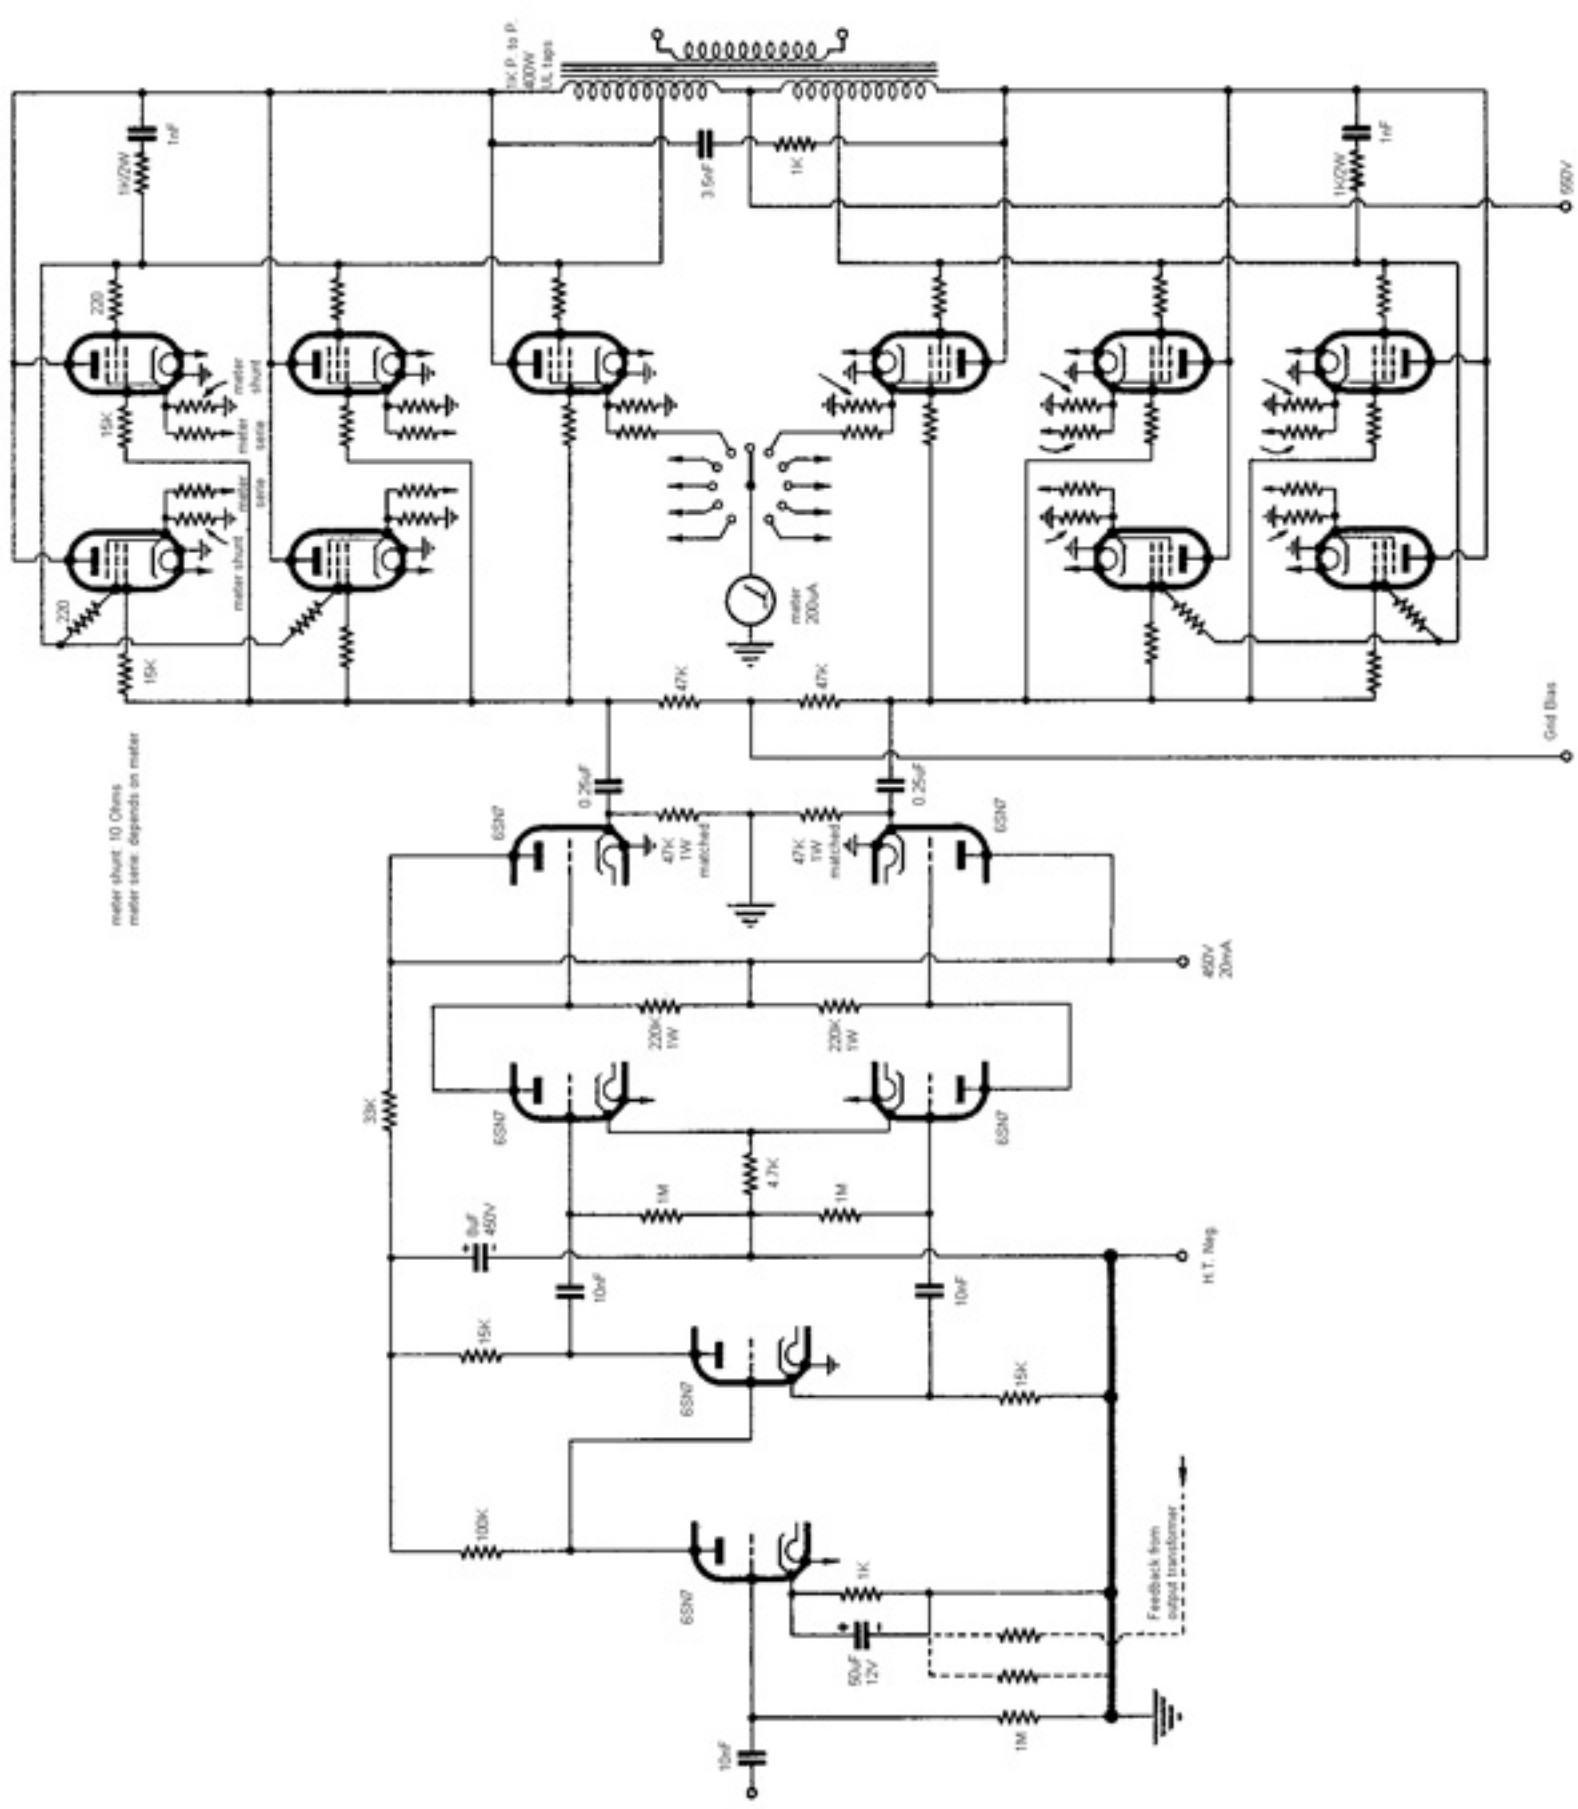 1K P. to P.
400W
UL taps
1nF
1K/2W
3.5nF
1K
1K/2W
1nF
550V
220
15K
meter
shunt
meter
serie
meter
serie
meter shunt
220
15K
meter
200uA
47K
47K
Grid Bias
meter shunt: 10 Ohms
meter serie: depends on meter
0.25uF
0.25uF
6SN7
47K
1W
matched
47K
1W
matched
6SN7
450V
20mA
220K
1W
220K
1W
33K
6SN7
6SN7
4.7K
1M
1M
+
8uF
450V
-
10nF
10nF
H.T. Neg
15K
6SN7
15K
100K
6SN7
1K
+
-
50uF
12V
Feedback from
output transformer
1M
10nF